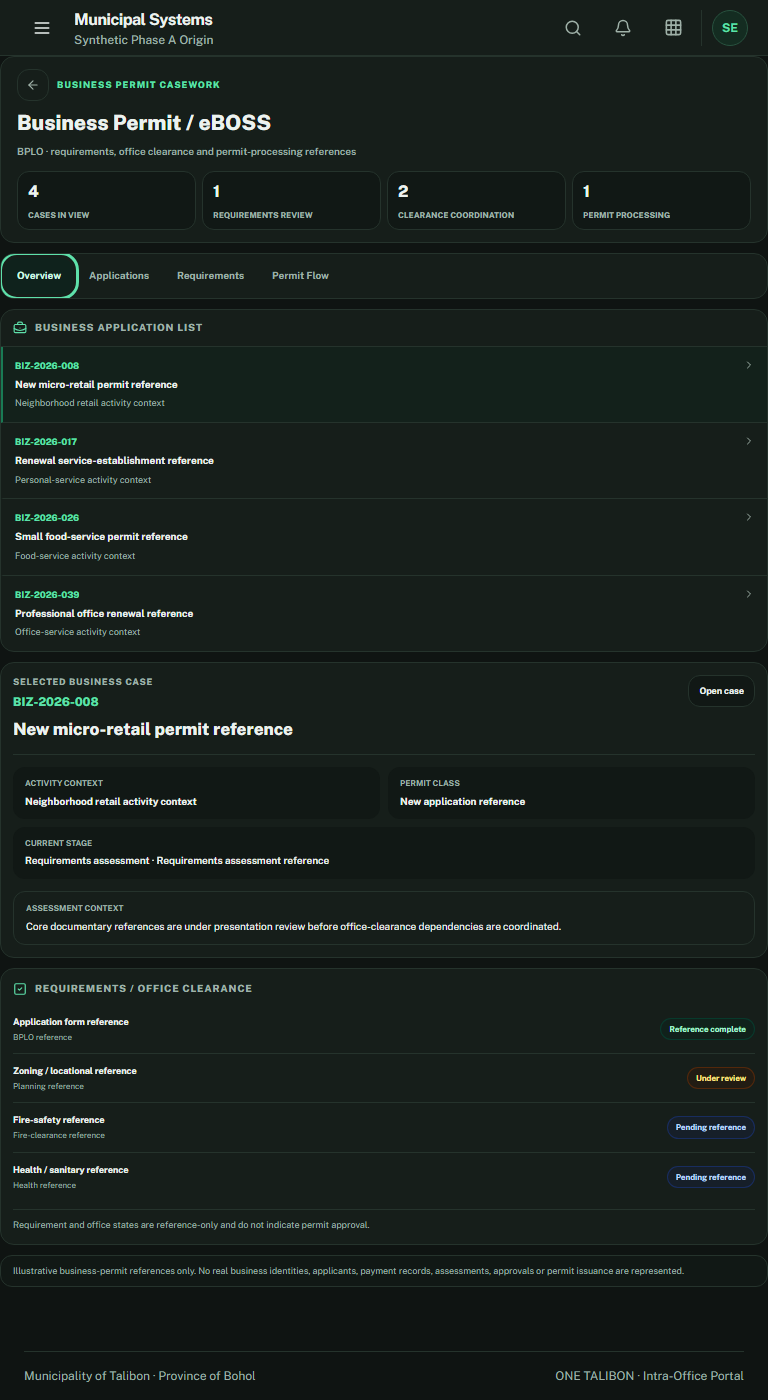 Municipal Systems
Synthetic Phase A Origin
SE
BUSINESS PERMIT CASEWORK
Business Permit / eBOSS
BPLO · requirements, office clearance and permit-processing references
4
CASES IN VIEW
1
REQUIREMENTS REVIEW
2
CLEARANCE COORDINATION
1
PERMIT PROCESSING
Overview
Applications
Requirements
Permit Flow
BUSINESS APPLICATION LIST
BIZ-2026-008
New micro-retail permit reference
Neighborhood retail activity context
BIZ-2026-017
Renewal service-establishment reference
Personal-service activity context
BIZ-2026-026
Small food-service permit reference
Food-service activity context
BIZ-2026-039
Professional office renewal reference
Office-service activity context
SELECTED BUSINESS CASE
BIZ-2026-008
New micro-retail permit reference
Open case
ACTIVITY CONTEXT
Neighborhood retail activity context
PERMIT CLASS
New application reference
CURRENT STAGE
Requirements assessment · Requirements assessment reference
ASSESSMENT CONTEXT
Core documentary references are under presentation review before office-clearance dependencies are coordinated.
REQUIREMENTS / OFFICE CLEARANCE
Application form reference
BPLO reference
Reference complete
Zoning / locational reference
Planning reference
Under review
Fire-safety reference
Fire-clearance reference
Pending reference
Health / sanitary reference
Health reference
Pending reference
Requirement and office states are reference-only and do not indicate permit approval.
Illustrative business-permit references only. No real business identities, applicants, payment records, assessments, approvals or permit issuance are represented.
Municipality of Talibon · Province of Bohol
ONE TALIBON · Intra-Office Portal